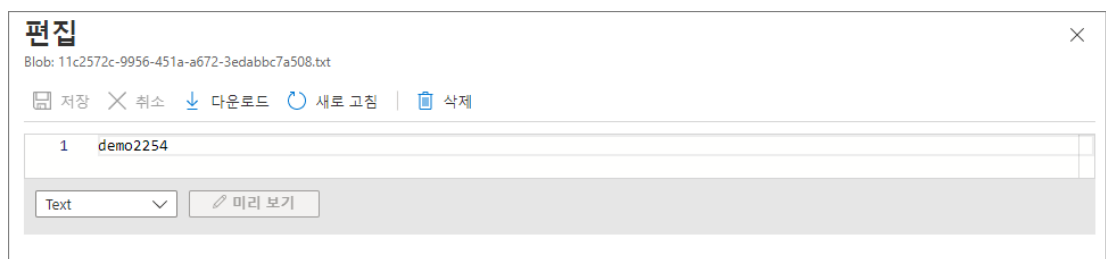 편집
Blob: 11c2572c-9956-451a-a672-3edabbc7a508.txt
저장 취소 다운로드 새로 고침 삭제
1 demo2254
Text 미리 보기